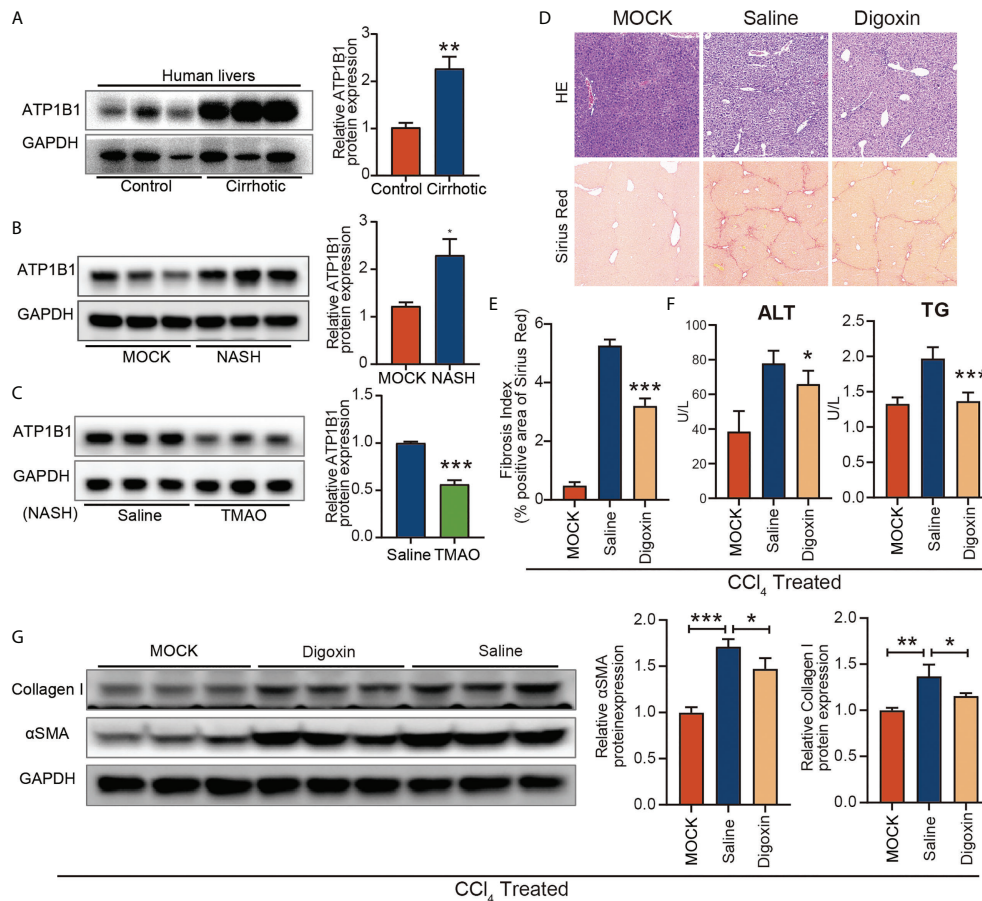 A
Human livers
ATP1B1
GAPDH
Control
Cirrhotic
Relative ATP1B1
protein expression
3
2
1
0
**
Control Cirrhotic
B
ATP1B1
GAPDH
MOCK
NASH
Relative ATP1B1
protein expression
3
2
1
0
*
MOCK NASH
C
ATP1B1
GAPDH
(NASH)
Saline
TMAO
Relative ATP1B1
protein expression
1.5
1.0
0.5
0.0
***
Saline TMAO
D
MOCK
Saline
Digoxin
HE
Sirius Red
E
Fibrosis Index
(% positive area of Sirius Red)
6
4
2
0
***
MOCK
Saline
Digoxin
F
ALT
U/L
100
80
60
40
20
0
*
MOCK
Saline
Digoxin
TG
U/L
2.5
2.0
1.5
1.0
0.5
0.0
***
MOCK
Saline
Digoxin
CCl4 Treated
G
MOCK
Digoxin
Saline
Collagen I
αSMA
GAPDH
Relative αSMA
proteinexpression
2.0
1.5
1.0
0.5
0.0
***
*
MOCK
Saline
Digoxin
Relative Collagen I
protein expression
2.0
1.5
1.0
0.5
0.0
**
*
MOCK
Saline
Digoxin
CCl4 Treated